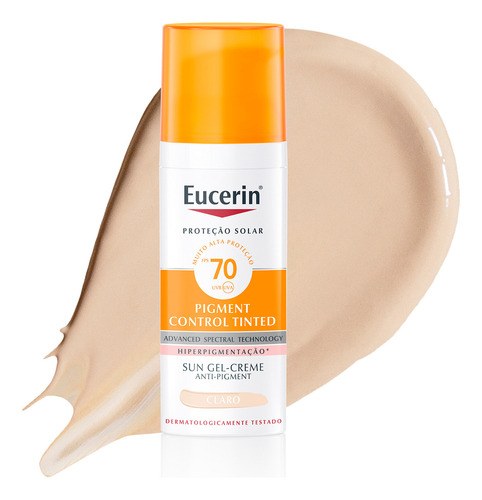 Eucerin®
PROTEÇÃO SOLAR
MUITO ALTA PROTEÇÃO
FPS 70
UVB UVA
PIGMENT
CONTROL TINTED
ADVANCED SPECTRAL TECHNOLOGY
HIPERPIGMENTAÇÃO*
SUN GEL-CREME
ANTI-PIGMENT
CLARO
DERMATOLOGICAMENTE TESTADO